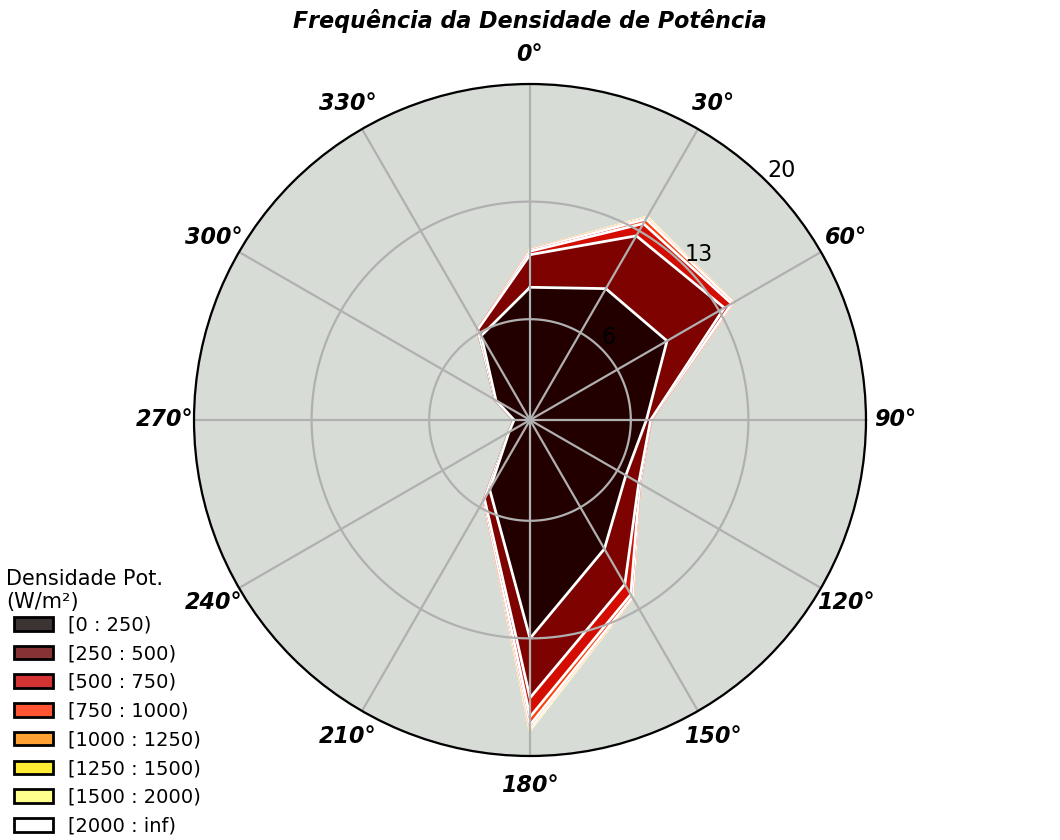 Frequência da Densidade de Potência
0°
330°
30°
20
300°
60°
13
6
270°
90°
240°
120°
210°
150°
180°
Densidade Pot.
(W/m²)
[0 : 250)
[250 : 500)
[500 : 750)
[750 : 1000)
[1000 : 1250)
[1250 : 1500)
[1500 : 2000)
[2000 : inf)